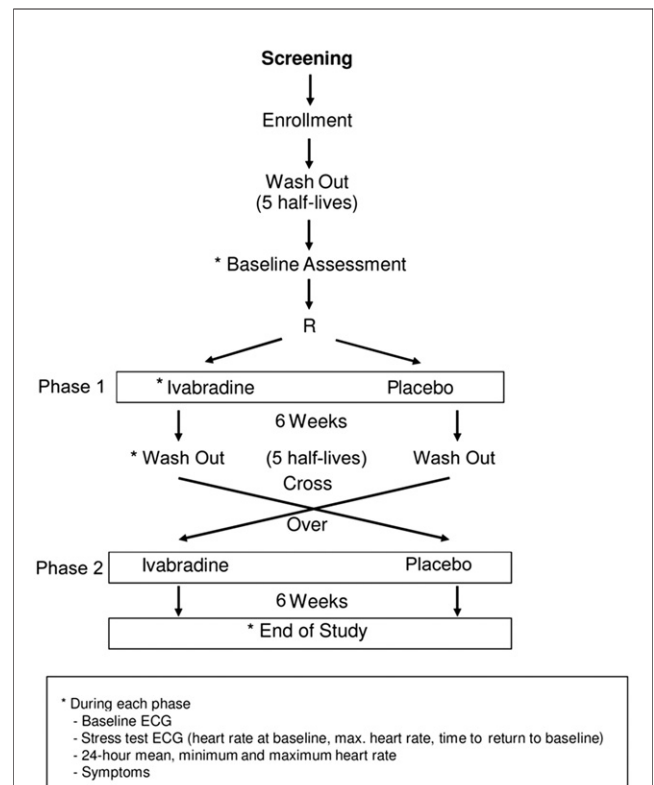 Screening
Enrollment
Wash Out
(5 half-lives)
* Baseline Assessment
R
Phase 1 * Ivabradine Placebo
6 Weeks
* Wash Out (5 half-lives) Wash Out
Cross
Over
Phase 2 Ivabradine Placebo
6 Weeks
* End of Study
* During each phase
- Baseline ECG
- Stress test ECG (heart rate at baseline, max. heart rate, time to return to baseline)
- 24-hour mean, minimum and maximum heart rate
- Symptoms